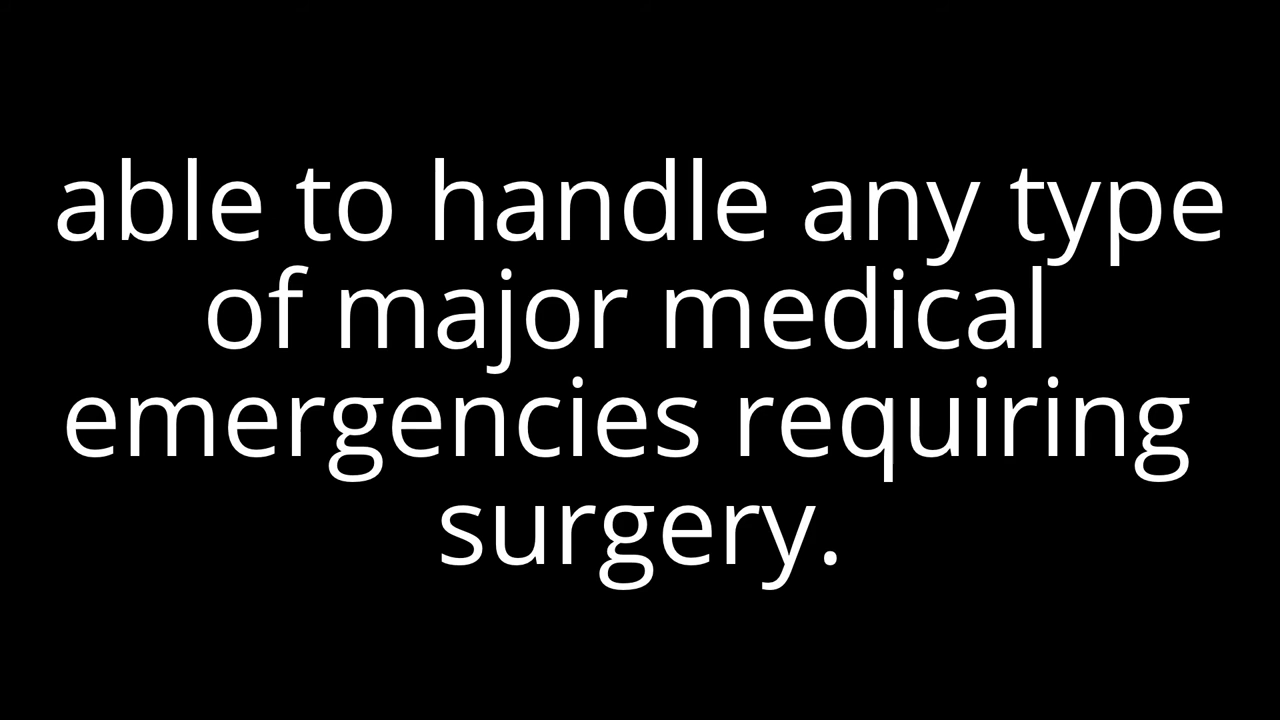 able to handle any type
of major medical
emergencies requiring
surgery.